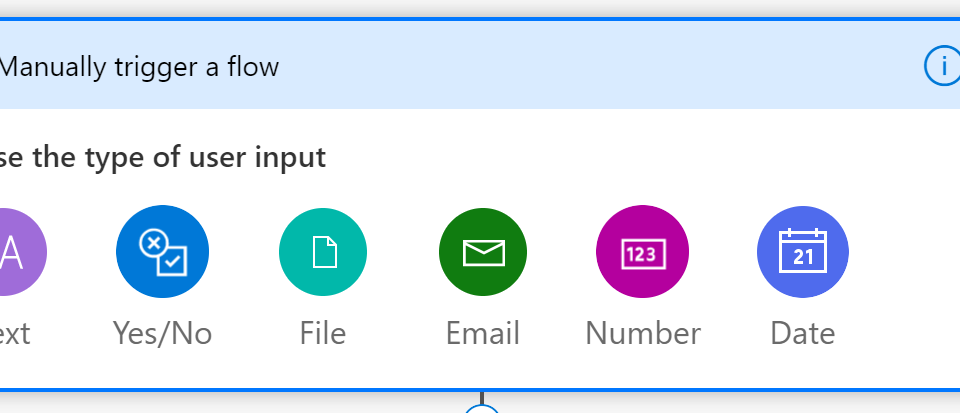 Manually trigger a flow
i
se the type of user input
A
123
21
ext
Yes/No
File
Email
Number
Date